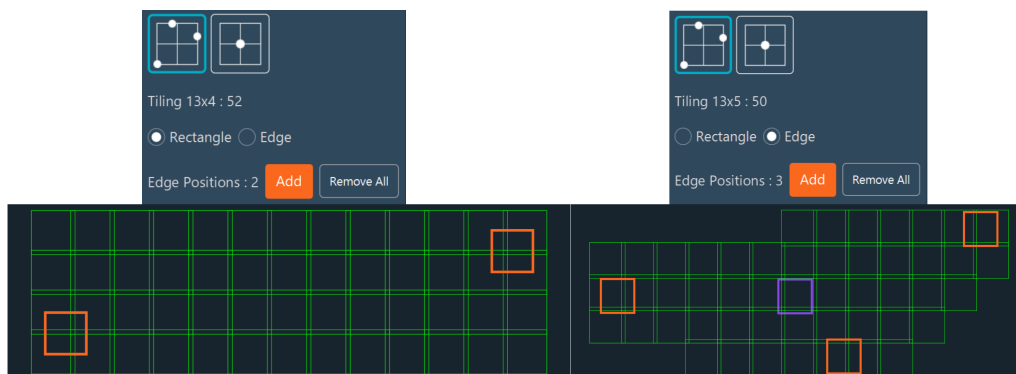 Tiling 13x4 : 52
Rectangle Edge
Edge Positions : 2 Add Remove All
Tiling 13x5 : 50
Rectangle Edge
Edge Positions : 3 Add Remove All